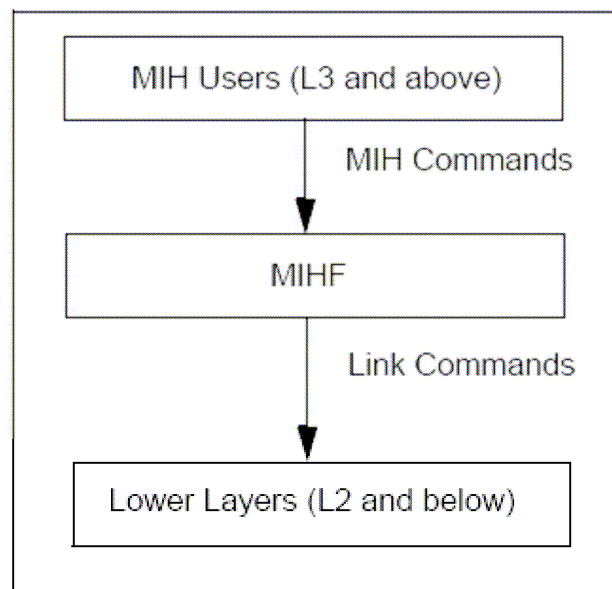 MIH Users (L3 and above)
MIH Commands
MIHF
Link Commands
Lower Layers (L2 and below)